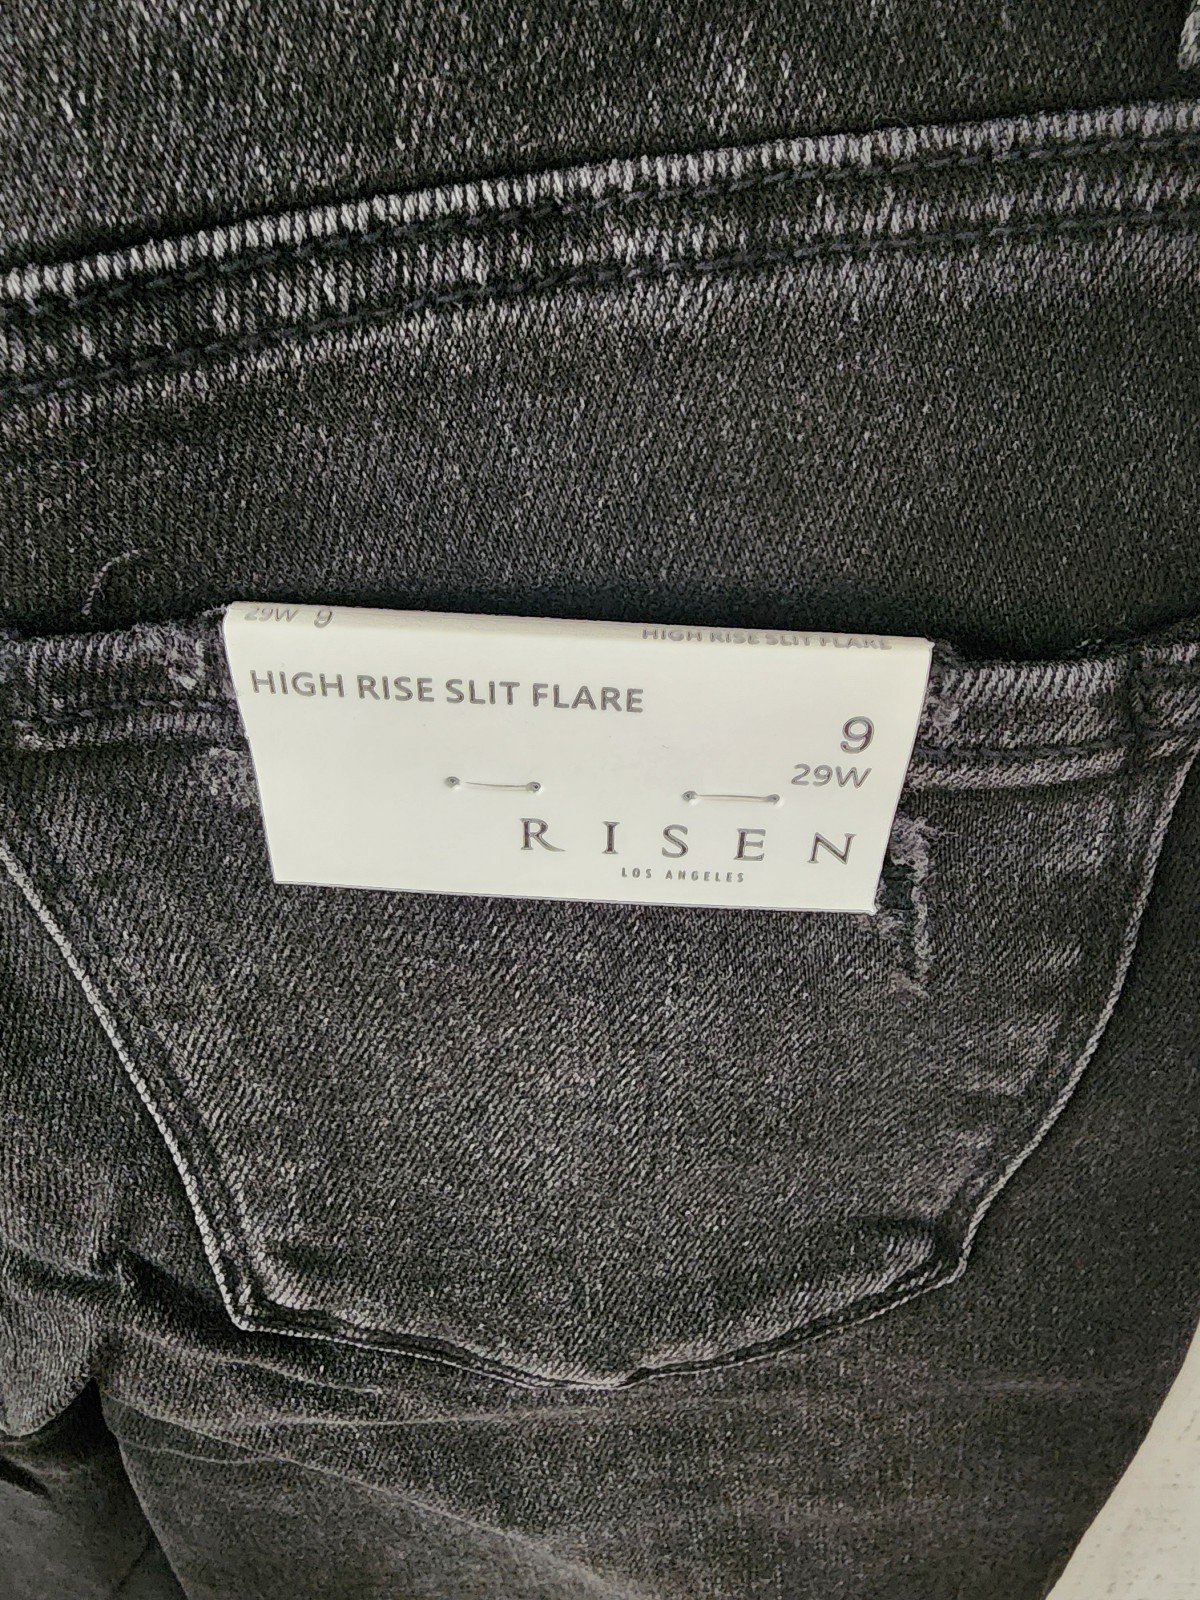 29W 9
HIGH RISE SLIT FLARE
HIGH RISE SLIT FLARE
9
29W
RISEN
LOS ANGELES